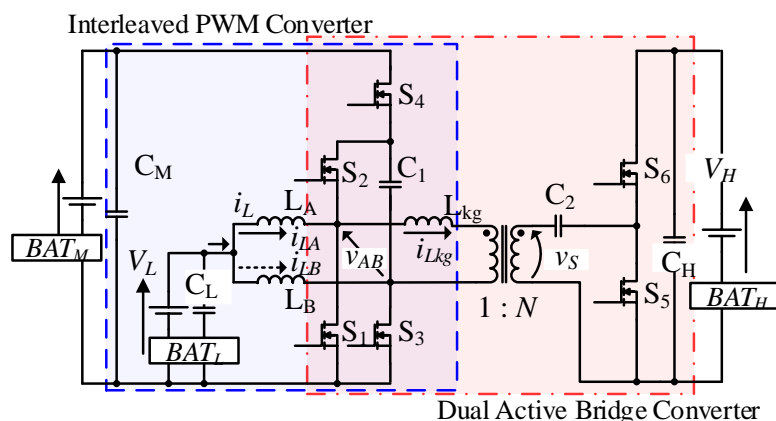 Interleaved PWM Converter
S4
CM
S2
C1
S6
VH
iL
LA
Lkg
C2
BATM
VL
iLA
iLkg
iLB
vAB
vS
CL
CH
LB
S1
S3
1 : N
S5
BATH
BATL
Dual Active Bridge Converter